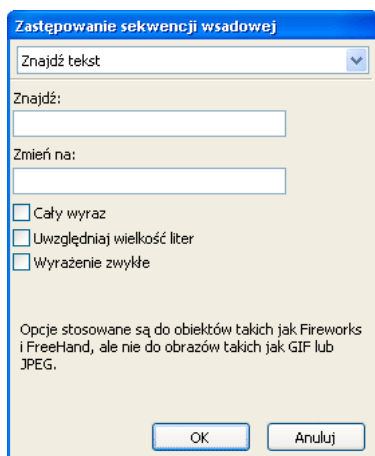 Zastępowanie sekwencji wsadowej
Znajdź tekst
Znajdź:
Zmień na:
Cały wyraz
Uwzględniaj wielkość liter
Wyrażenie zwykłe
Opcje stosowane są do obiektów takich jak Fireworks
i FreeHand, ale nie do obrazów takich jak GIF lub
JPEG.
OK
Anuluj